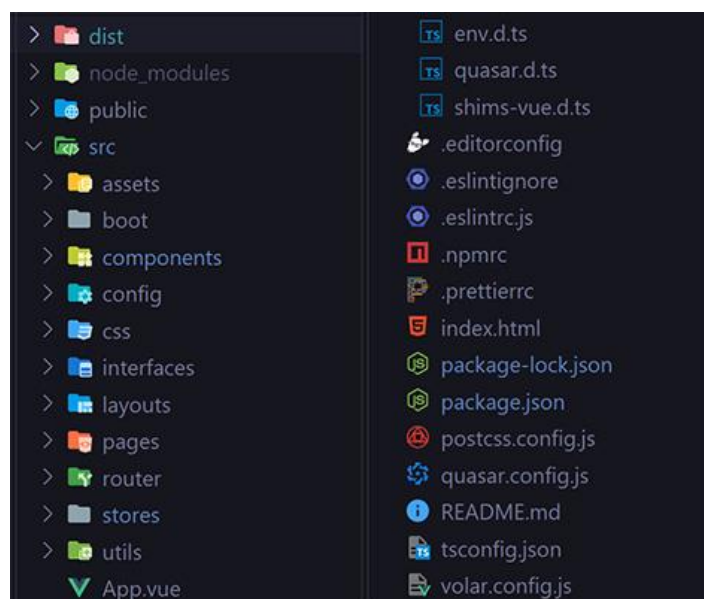 dist
node_modules
public
src
assets
boot
components
config
css
interfaces
layouts
pages
router
stores
utils
App.vue
env.d.ts
quasar.d.ts
shims-vue.d.ts
.editorconfig
.eslintignore
.eslintrc.js
.npmrc
.prettierrc
index.html
package-lock.json
package.json
postcss.config.js
quasar.config.js
README.md
tsconfig.json
volar.config.js